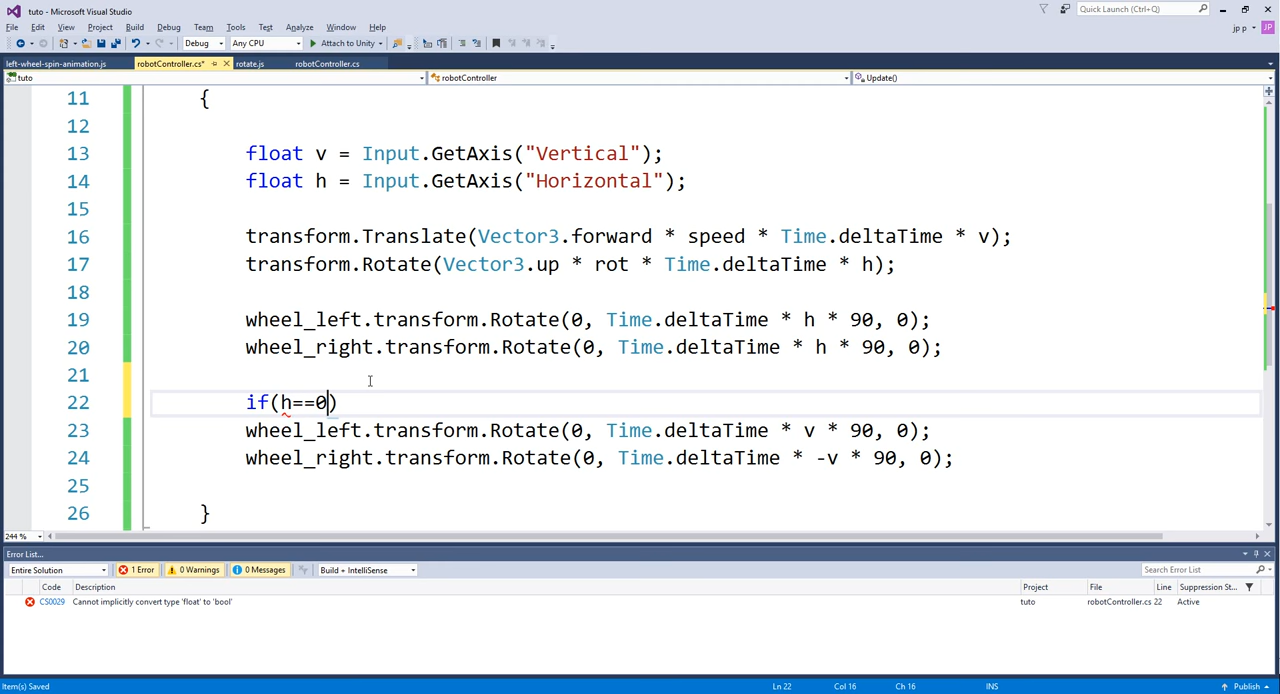 tuto - Microsoft Visual Studio
Quick Launch (Ctrl+Q)
File Edit View Project Build Debug Team Tools Test Analyze Window Help
jp p JP
Debug Any CPU Attach to Unity
left-wheel-spin-animation.js robotController.cs* rotate.js robotController.cs
tuto robotController Update()
11 {
12
13 float v = Input.GetAxis("Vertical");
14 float h = Input.GetAxis("Horizontal");
15
16 transform.Translate(Vector3.forward * speed * Time.deltaTime * v);
17 transform.Rotate(Vector3.up * rot * Time.deltaTime * h);
18
19 wheel_left.transform.Rotate(0, Time.deltaTime * h * 90, 0);
20 wheel_right.transform.Rotate(0, Time.deltaTime * h * 90, 0);
21
22 if(h==0)
23 wheel_left.transform.Rotate(0, Time.deltaTime * v * 90, 0);
24 wheel_right.transform.Rotate(0, Time.deltaTime * -v * 90, 0);
25
26 }
244 %
Error List...
Entire Solution 1 Error 0 Warnings 0 Messages Build + IntelliSense Search Error List
Code Description Project File Line Suppression St...
CS0029 Cannot implicitly convert type 'float' to 'bool' tuto robotController.cs 22 Active
Item(s) Saved Ln 22 Col 16 Ch 16 INS Publish